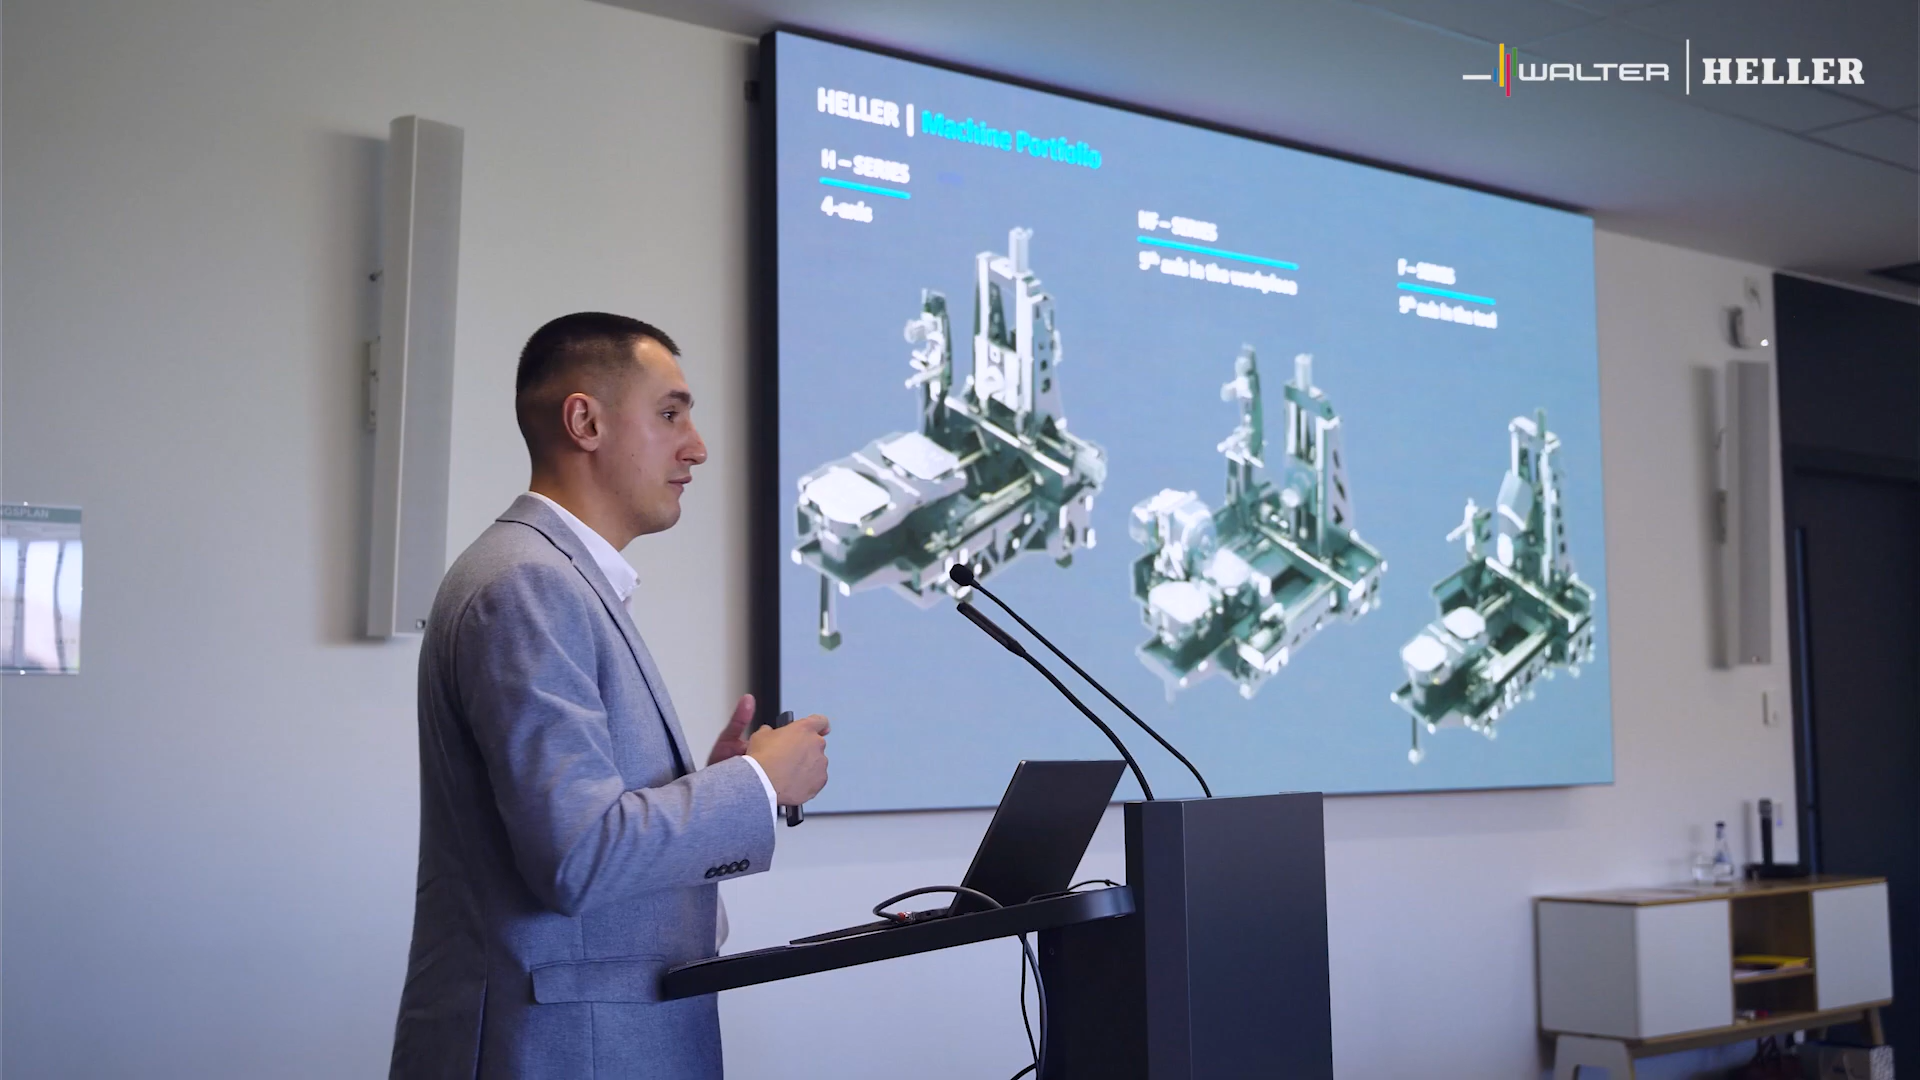 WALTER | HELLER
HELLER | Machine Portfolio
H – SERIES
4-axis
HF – SERIES
5th axis in the workpiece
F – SERIES
5th axis in the tool
NGSPLAN